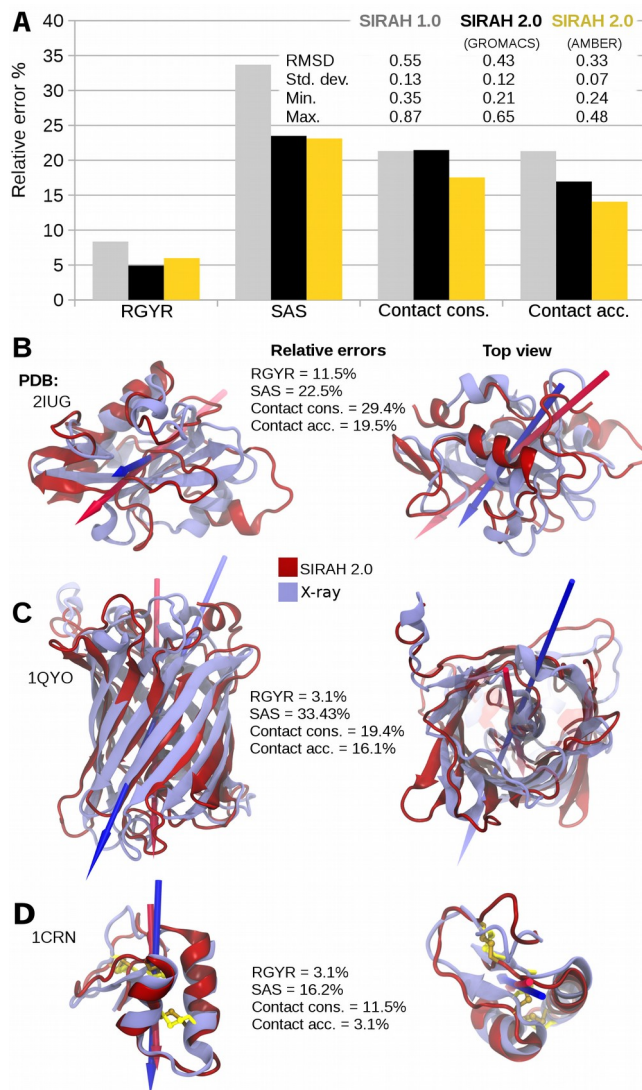 A
SIRAH 1.0 SIRAH 2.0 SIRAH 2.0
(GROMACS) (AMBER)
RMSD 0.55 0.43 0.33
Std. dev. 0.13 0.12 0.07
Min. 0.35 0.21 0.24
Max. 0.87 0.65 0.48
Relative error %
40
35
30
25
20
15
10
5
0
RGYR SAS Contact cons. Contact acc.
B
PDB:
2IUG
Relative errors
RGYR = 11.5%
SAS = 22.5%
Contact cons. = 29.4%
Contact acc. = 19.5%
Top view
SIRAH 2.0
X-ray
C
1QYO
RGYR = 3.1%
SAS = 33.43%
Contact cons. = 19.4%
Contact acc. = 16.1%
D
1CRN
RGYR = 3.1%
SAS = 16.2%
Contact cons. = 11.5%
Contact acc. = 3.1%